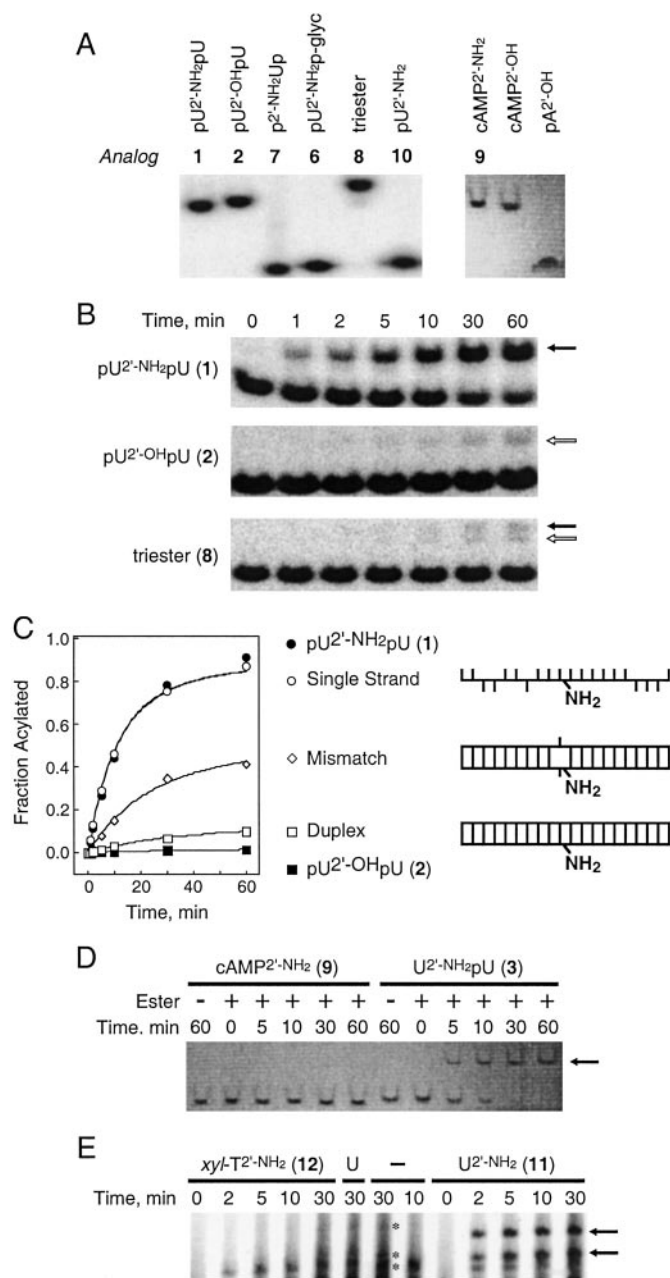 A
pU2'-NH2pU
pU2'-OHpU
p2'-NH2Up
pU2'-NH2p-glyc
triester
pU2'-NH2
cAMP2'-NH2
cAMP2'-OH
pA2'-OH
Analog 1 2 7 6 8 10 9
B
Time, min 0 1 2 5 10 30 60
pU2'-NH2pU (1)
pU2'-OHpU (2)
triester (8)
C
Fraction Acylated
1.0
0.8
0.6
0.4
0.2
0.0
0 20 40 60
Time, min
● pU2'-NH2pU (1)
○ Single Strand
◇ Mismatch
□ Duplex
■ pU2'-OHpU (2)
NH2
NH2
NH2
D
cAMP2'-NH2 (9) U2'-NH2pU (3)
Ester - + + + + + - + + + + +
Time. min 60 0 5 10 30 60 60 0 5 10 30 60
E
xyl-T2'-NH2 (12) U – U2'-NH2 (11)
Time, min 0 2 5 10 30 30 30 10 0 2 5 10 30
*
*
*